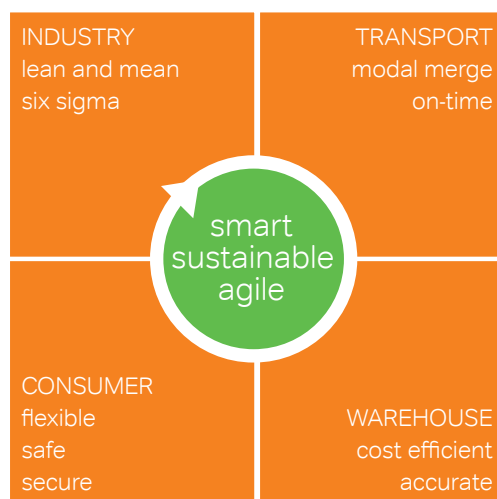 INDUSTRY
lean and mean
six sigma
TRANSPORT
modal merge
on-time
smart
sustainable
agile
CONSUMER
flexible
safe
secure
WAREHOUSE
cost efficient
accurate